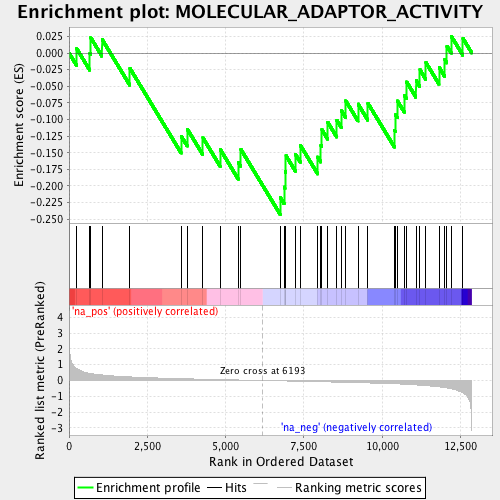 Enrichment plot: MOLECULAR_ADAPTOR_ACTIVITY
Enrichment score (ES)
0.025
0.000
-0.025
-0.050
-0.075
-0.100
-0.125
-0.150
-0.175
-0.200
-0.225
-0.250
Ranked list metric (PreRanked)
'na_pos' (positively correlated)
4
3
2
1
0
-1
-2
-3
Zero cross at 6193
'na_neg' (negatively correlated)
0
2,500
5,000
7,500
10,000
12,500
Rank in Ordered Dataset
Enrichment profile
Hits
Ranking metric scores